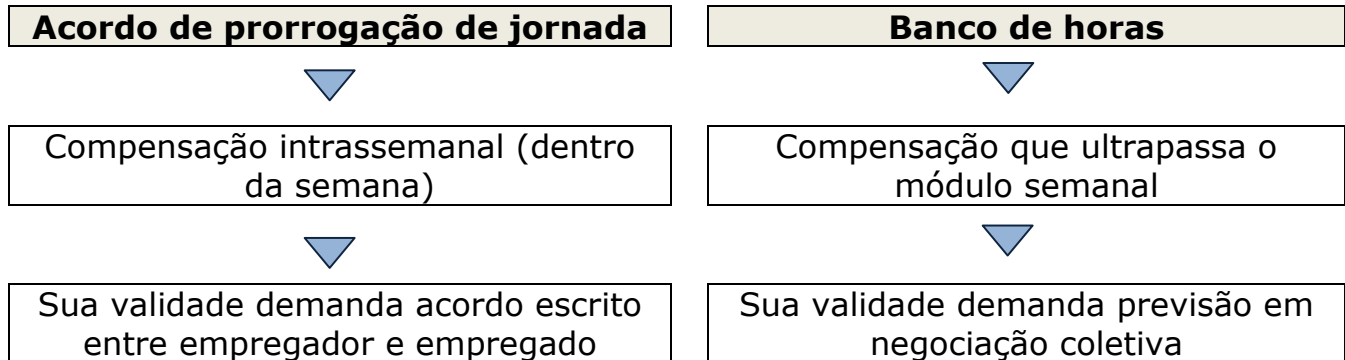 Acordo de prorrogação de jornada
Compensação intrassemanal (dentro
da semana)
Sua validade demanda acordo escrito
entre empregador e empregado
Banco de horas
Compensação que ultrapassa o
módulo semanal
Sua validade demanda previsão em
negociação coletiva